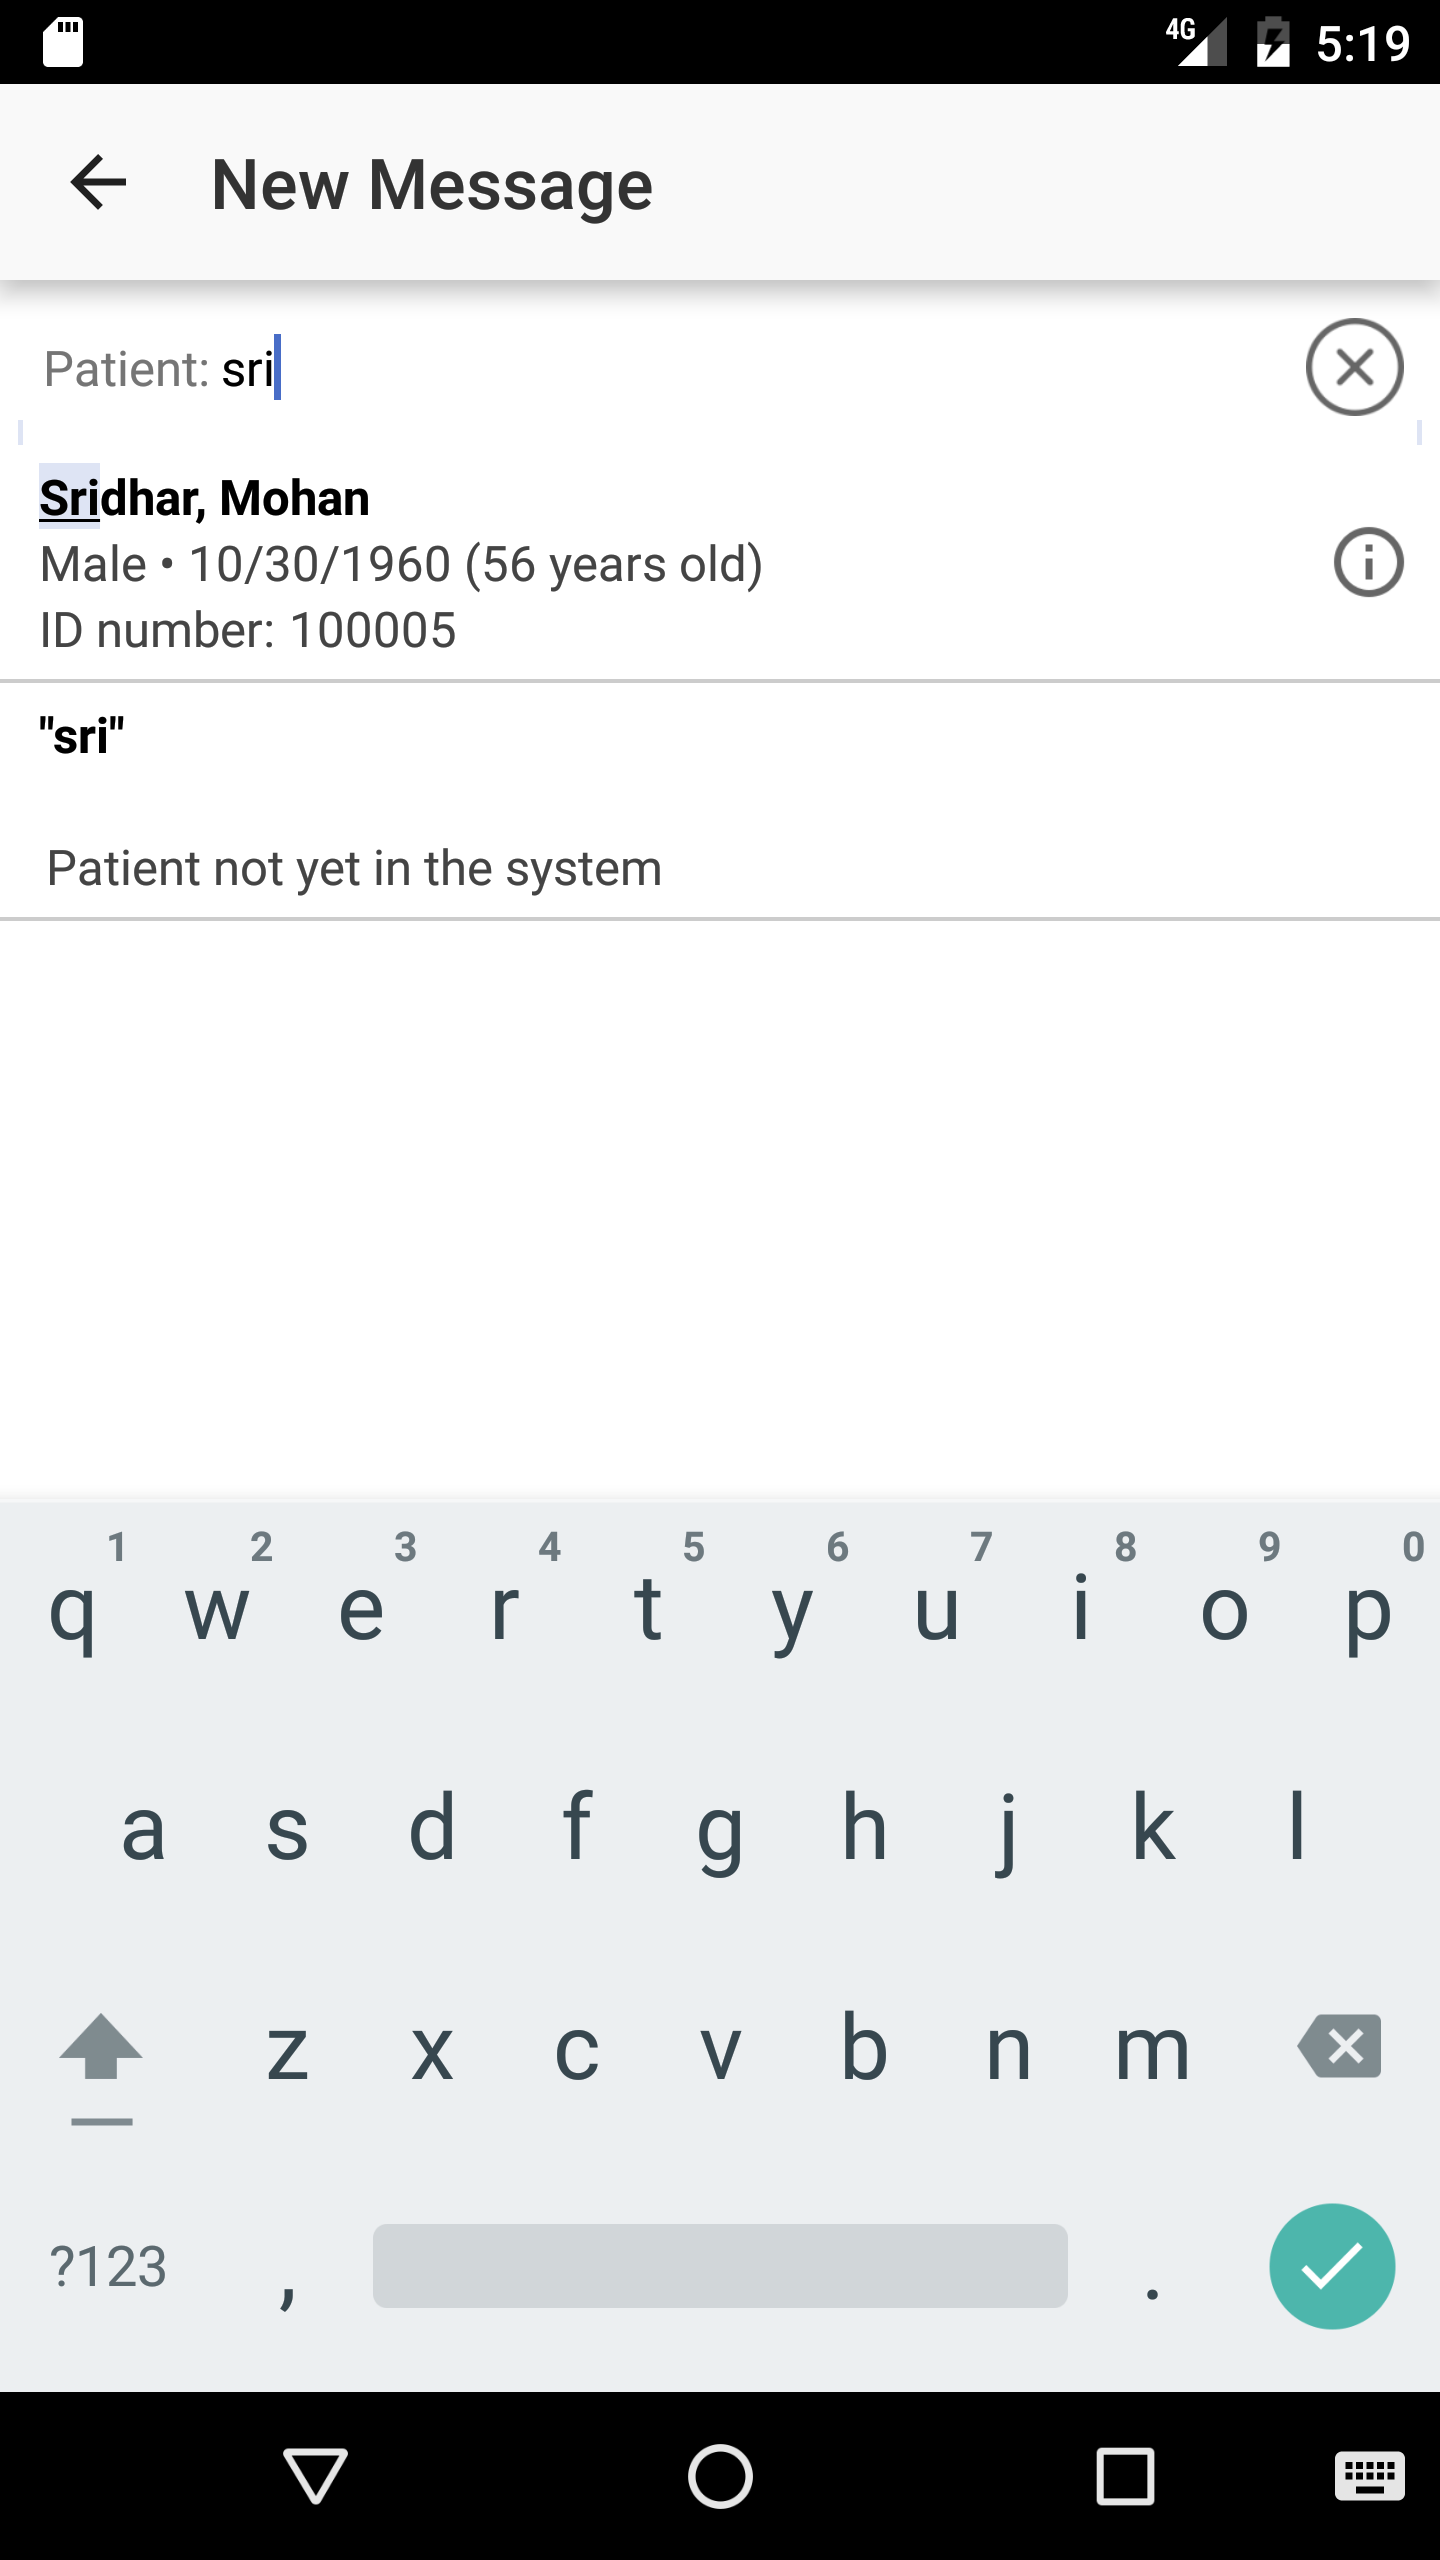 4G 5:19
New Message
Patient: sri
Sridhar, Mohan
Male • 10/30/1960 (56 years old)
ID number: 100005
"sri"
Patient not yet in the system
1 2 3 4 5 6 7 8 9 0
q w e r t y u i o p
a s d f g h j k l
z x c v b n m
?123 , .